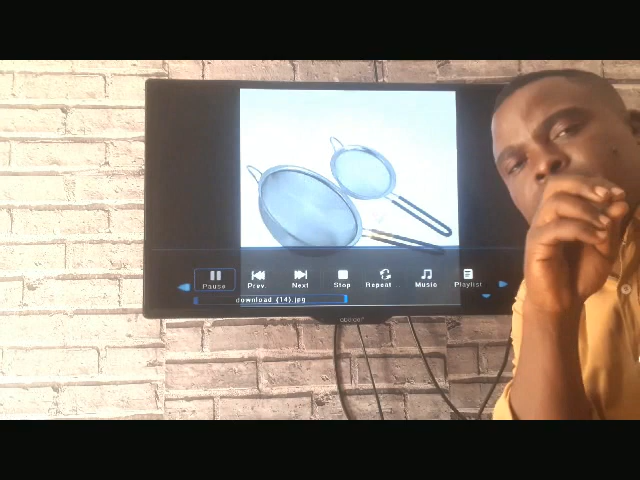 Pause Prev. Next Stop Repeat Music Playlist
download (14).jpg